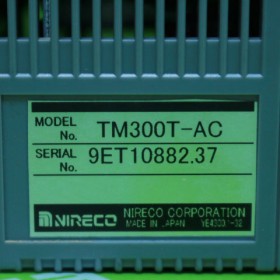 MODEL No. TM300T-AC
SERIAL No. 9ET10882.37
NIRECO NIRECO CORPORATION
MADE IN JAPAN